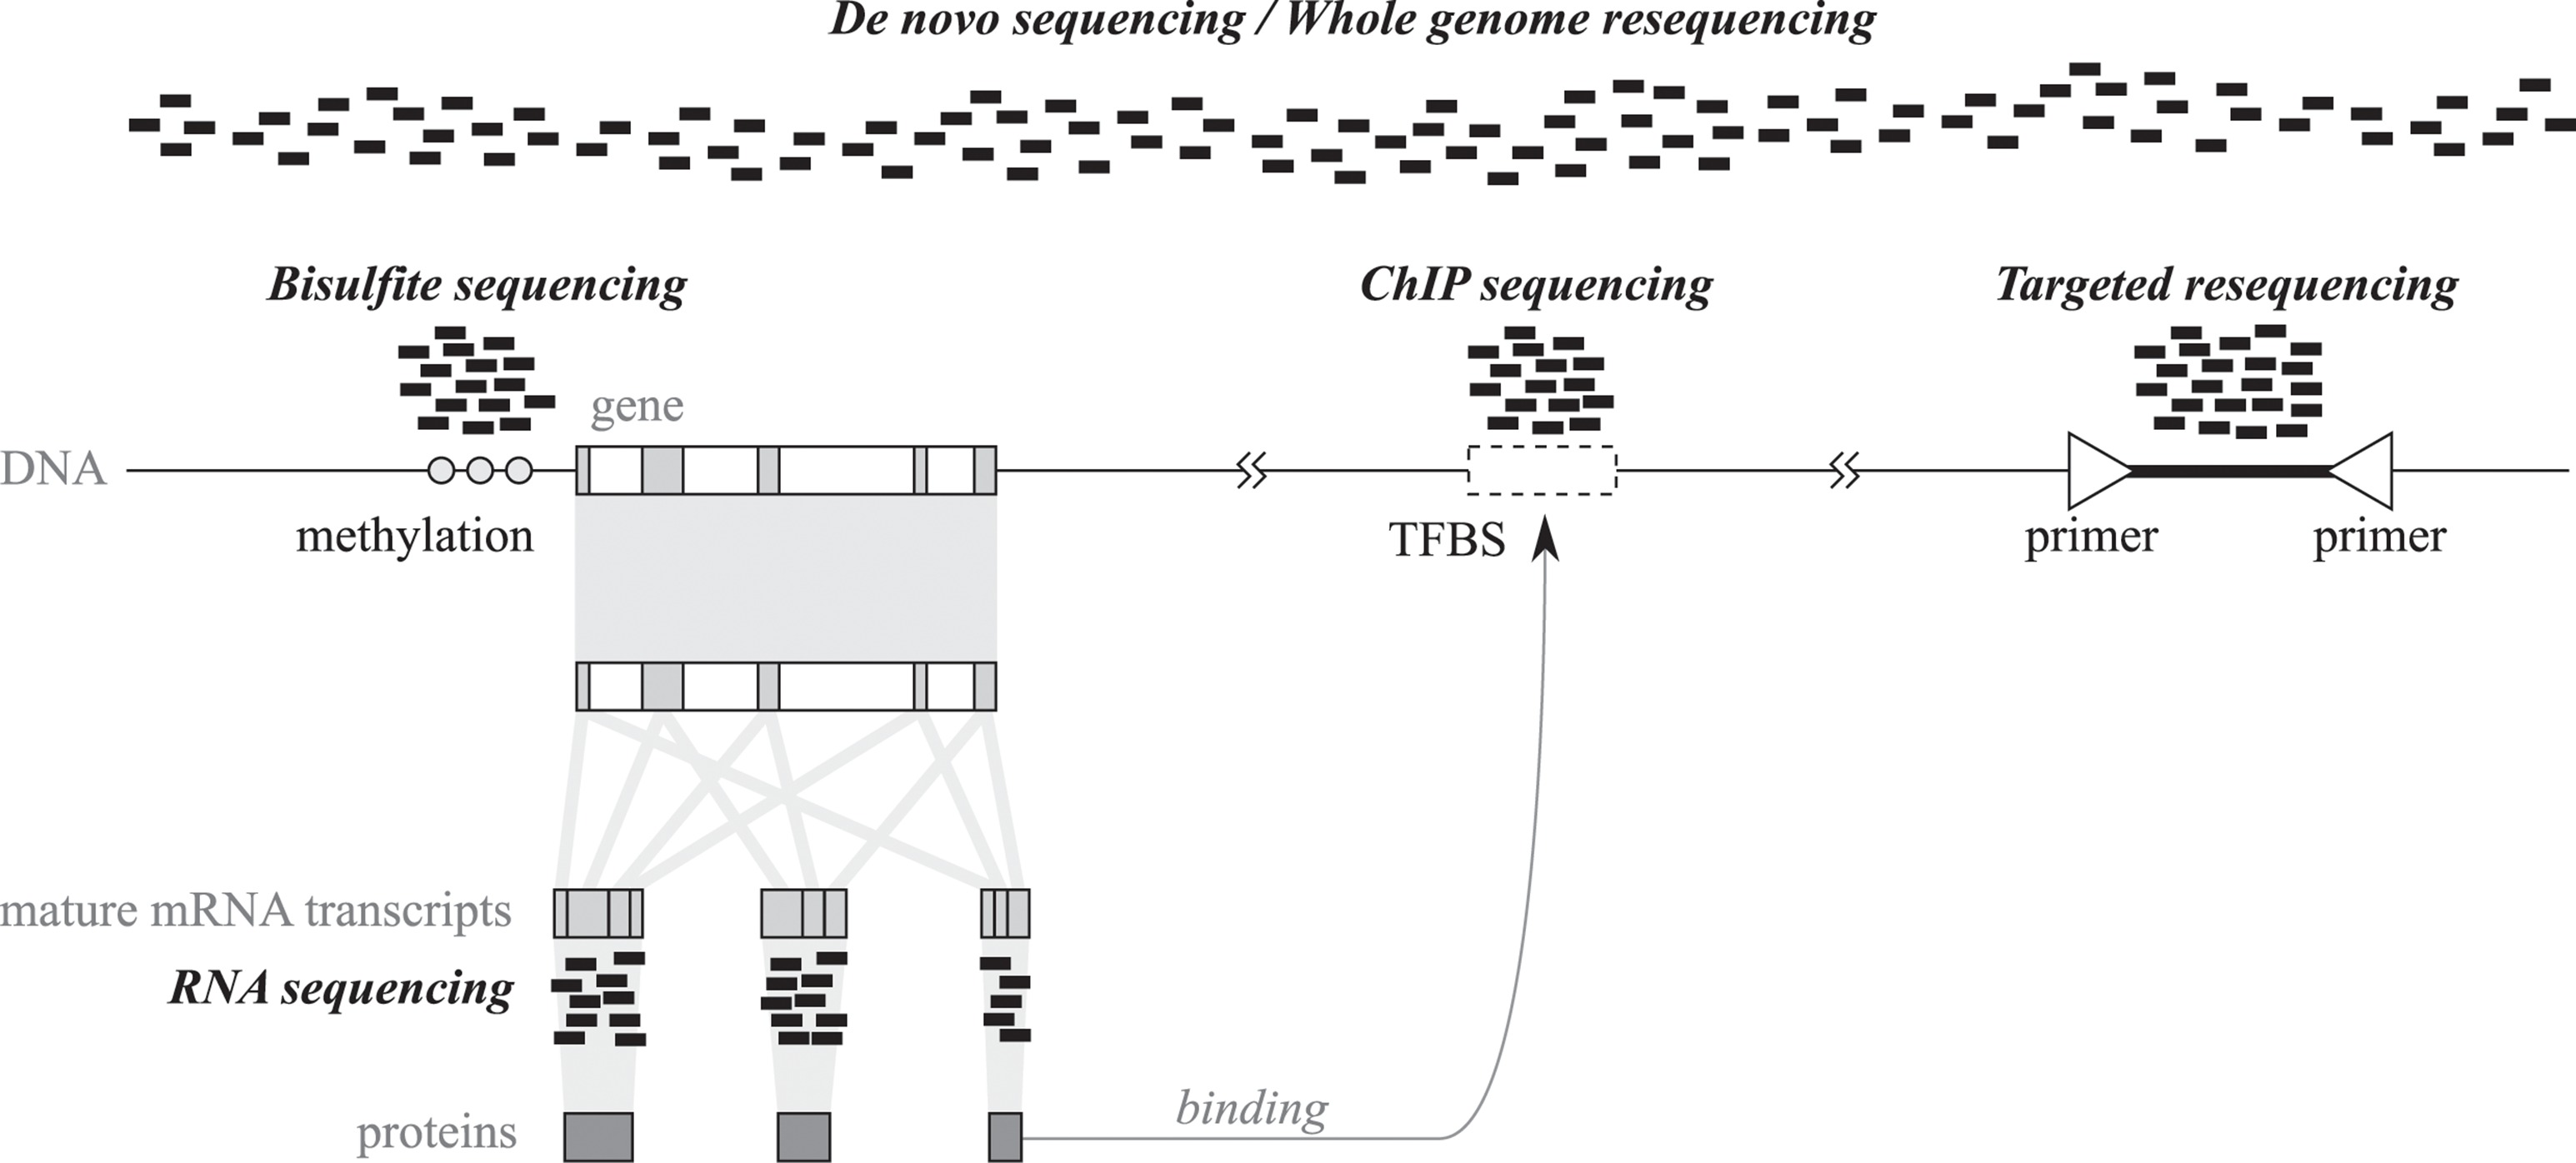 De novo sequencing / Whole genome resequencing
Bisulfite sequencing
ChIP sequencing
Targeted resequencing
gene
DNA
methylation
TFBS
primer
primer
mature mRNA transcripts
RNA sequencing
binding
proteins